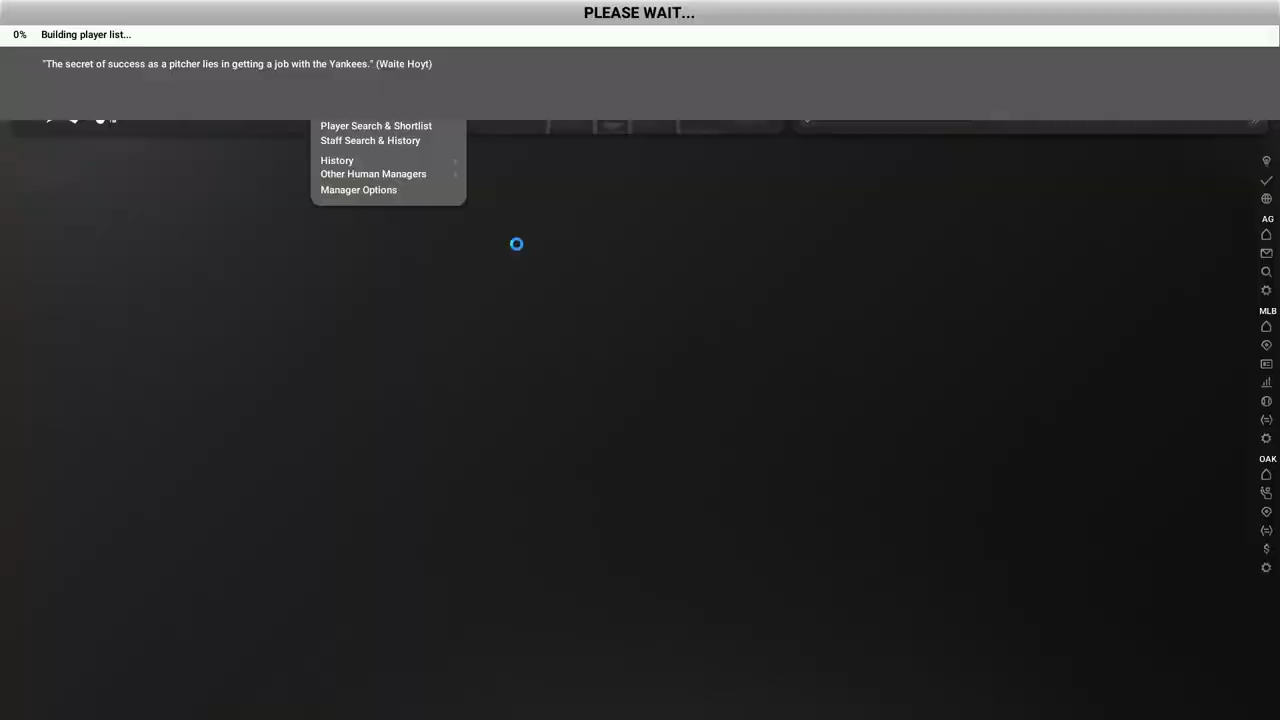 PLEASE WAIT...
0% Building player list...
"The secret of success as a pitcher lies in getting a job with the Yankees." (Waite Hoyt)
Player Search & Shortlist
Staff Search & History
History
Other Human Managers
Manager Options
AG
MLB
OAK